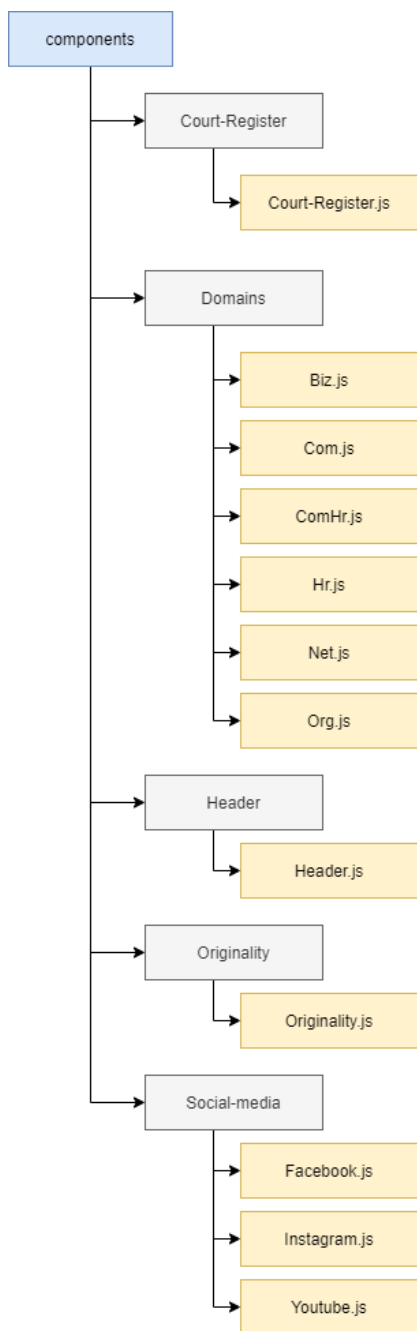 components
Court-Register
Court-Register.js
Domains
Biz.js
Com.js
ComHr.js
Hr.js
Net.js
Org.js
Header
Header.js
Originality
Originality.js
Social-media
Facebook.js
Instagram.js
Youtube.js